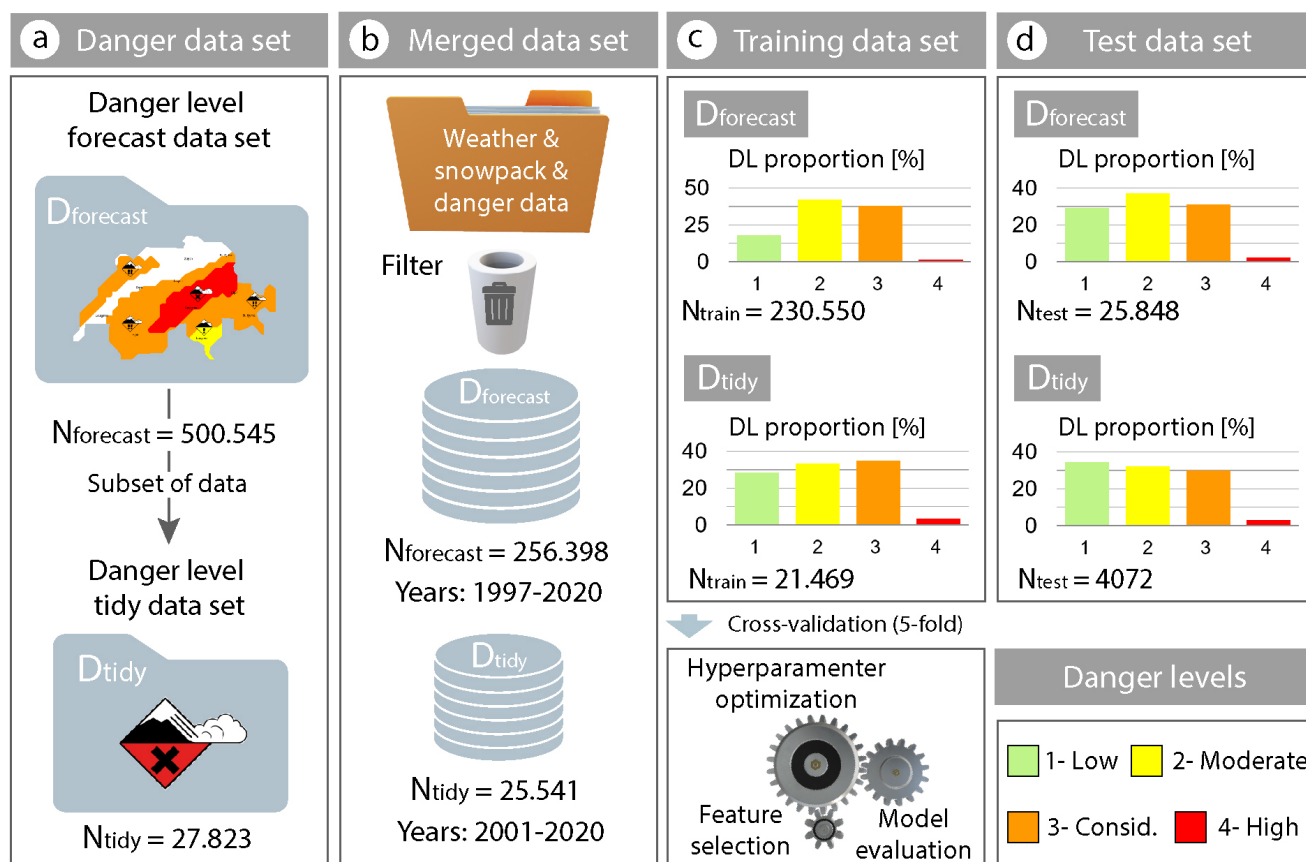 a Danger data set
Danger level
forecast data set
Dforecast
Nforecast = 500.545
Subset of data
Danger level
tidy data set
Dtidy
Ntidy = 27.823
b Merged data set
Weather &
snowpack &
danger data
Filter
Dforecast
Nforecast = 256.398
Years: 1997-2020
Dtidy
Ntidy = 25.541
Years: 2001-2020
c Training data set
Dforecast
DL proportion [%]
50
25
0
1 2 3 4
Ntrain = 230.550
Dtidy
DL proportion [%]
40
20
0
1 2 3 4
Ntrain = 21.469
Cross-validation (5-fold)
Hyperparamenter
optimization
Feature
selection
Model
evaluation
d Test data set
Dforecast
DL proportion [%]
40
20
0
1 2 3 4
Ntest = 25.848
Dtidy
DL proportion [%]
40
20
0
1 2 3 4
Ntest = 4072
Danger levels
1- Low
2- Moderate
3- Consid.
4- High